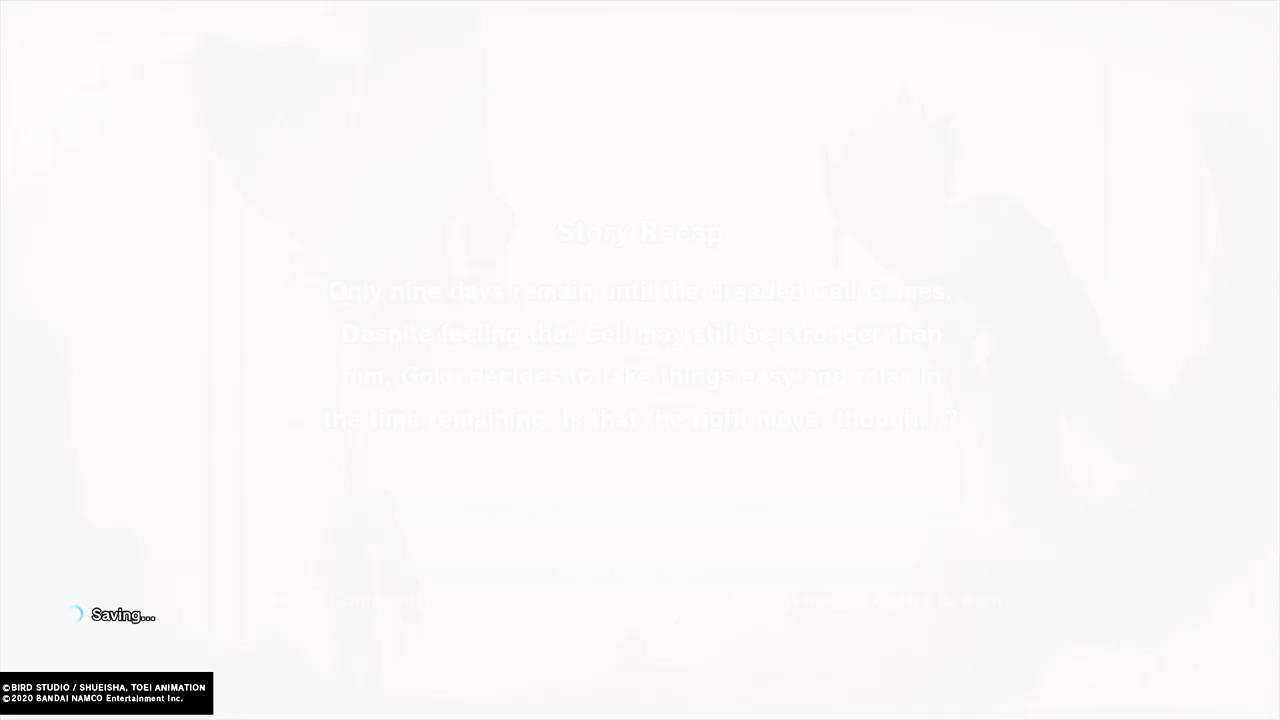 Story Recap
Only nine days remain until the dreaded Cell Games.
Despite feeling that Cell may still be stronger than
him, Goku decides to take things easy and relax in
the time remaining. Is that the right move, though...?
Saving...
©BIRD STUDIO / SHUEISHA, TOEI ANIMATION
©2020 BANDAI NAMCO Entertainment Inc.